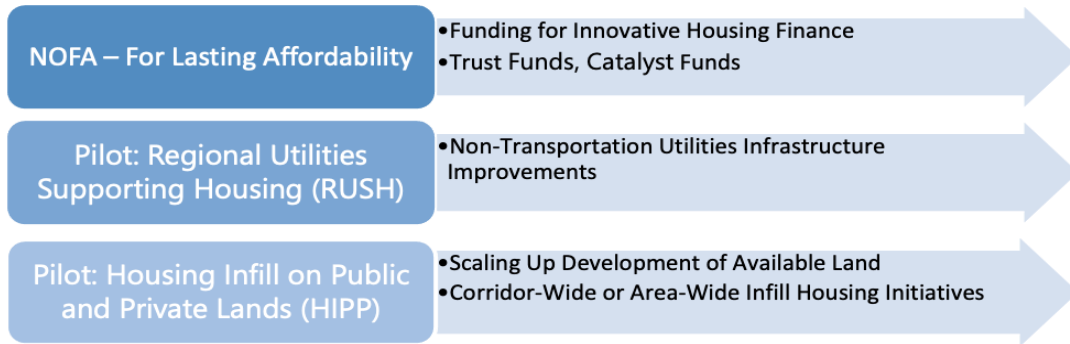 NOFA – For Lasting Affordability
•Funding for Innovative Housing Finance
•Trust Funds, Catalyst Funds
Pilot: Regional Utilities
Supporting Housing (RUSH)
•Non-Transportation Utilities Infrastructure
Improvements
Pilot: Housing Infill on Public
and Private Lands (HIPP)
•Scaling Up Development of Available Land
•Corridor-Wide or Area-Wide Infill Housing Initiatives